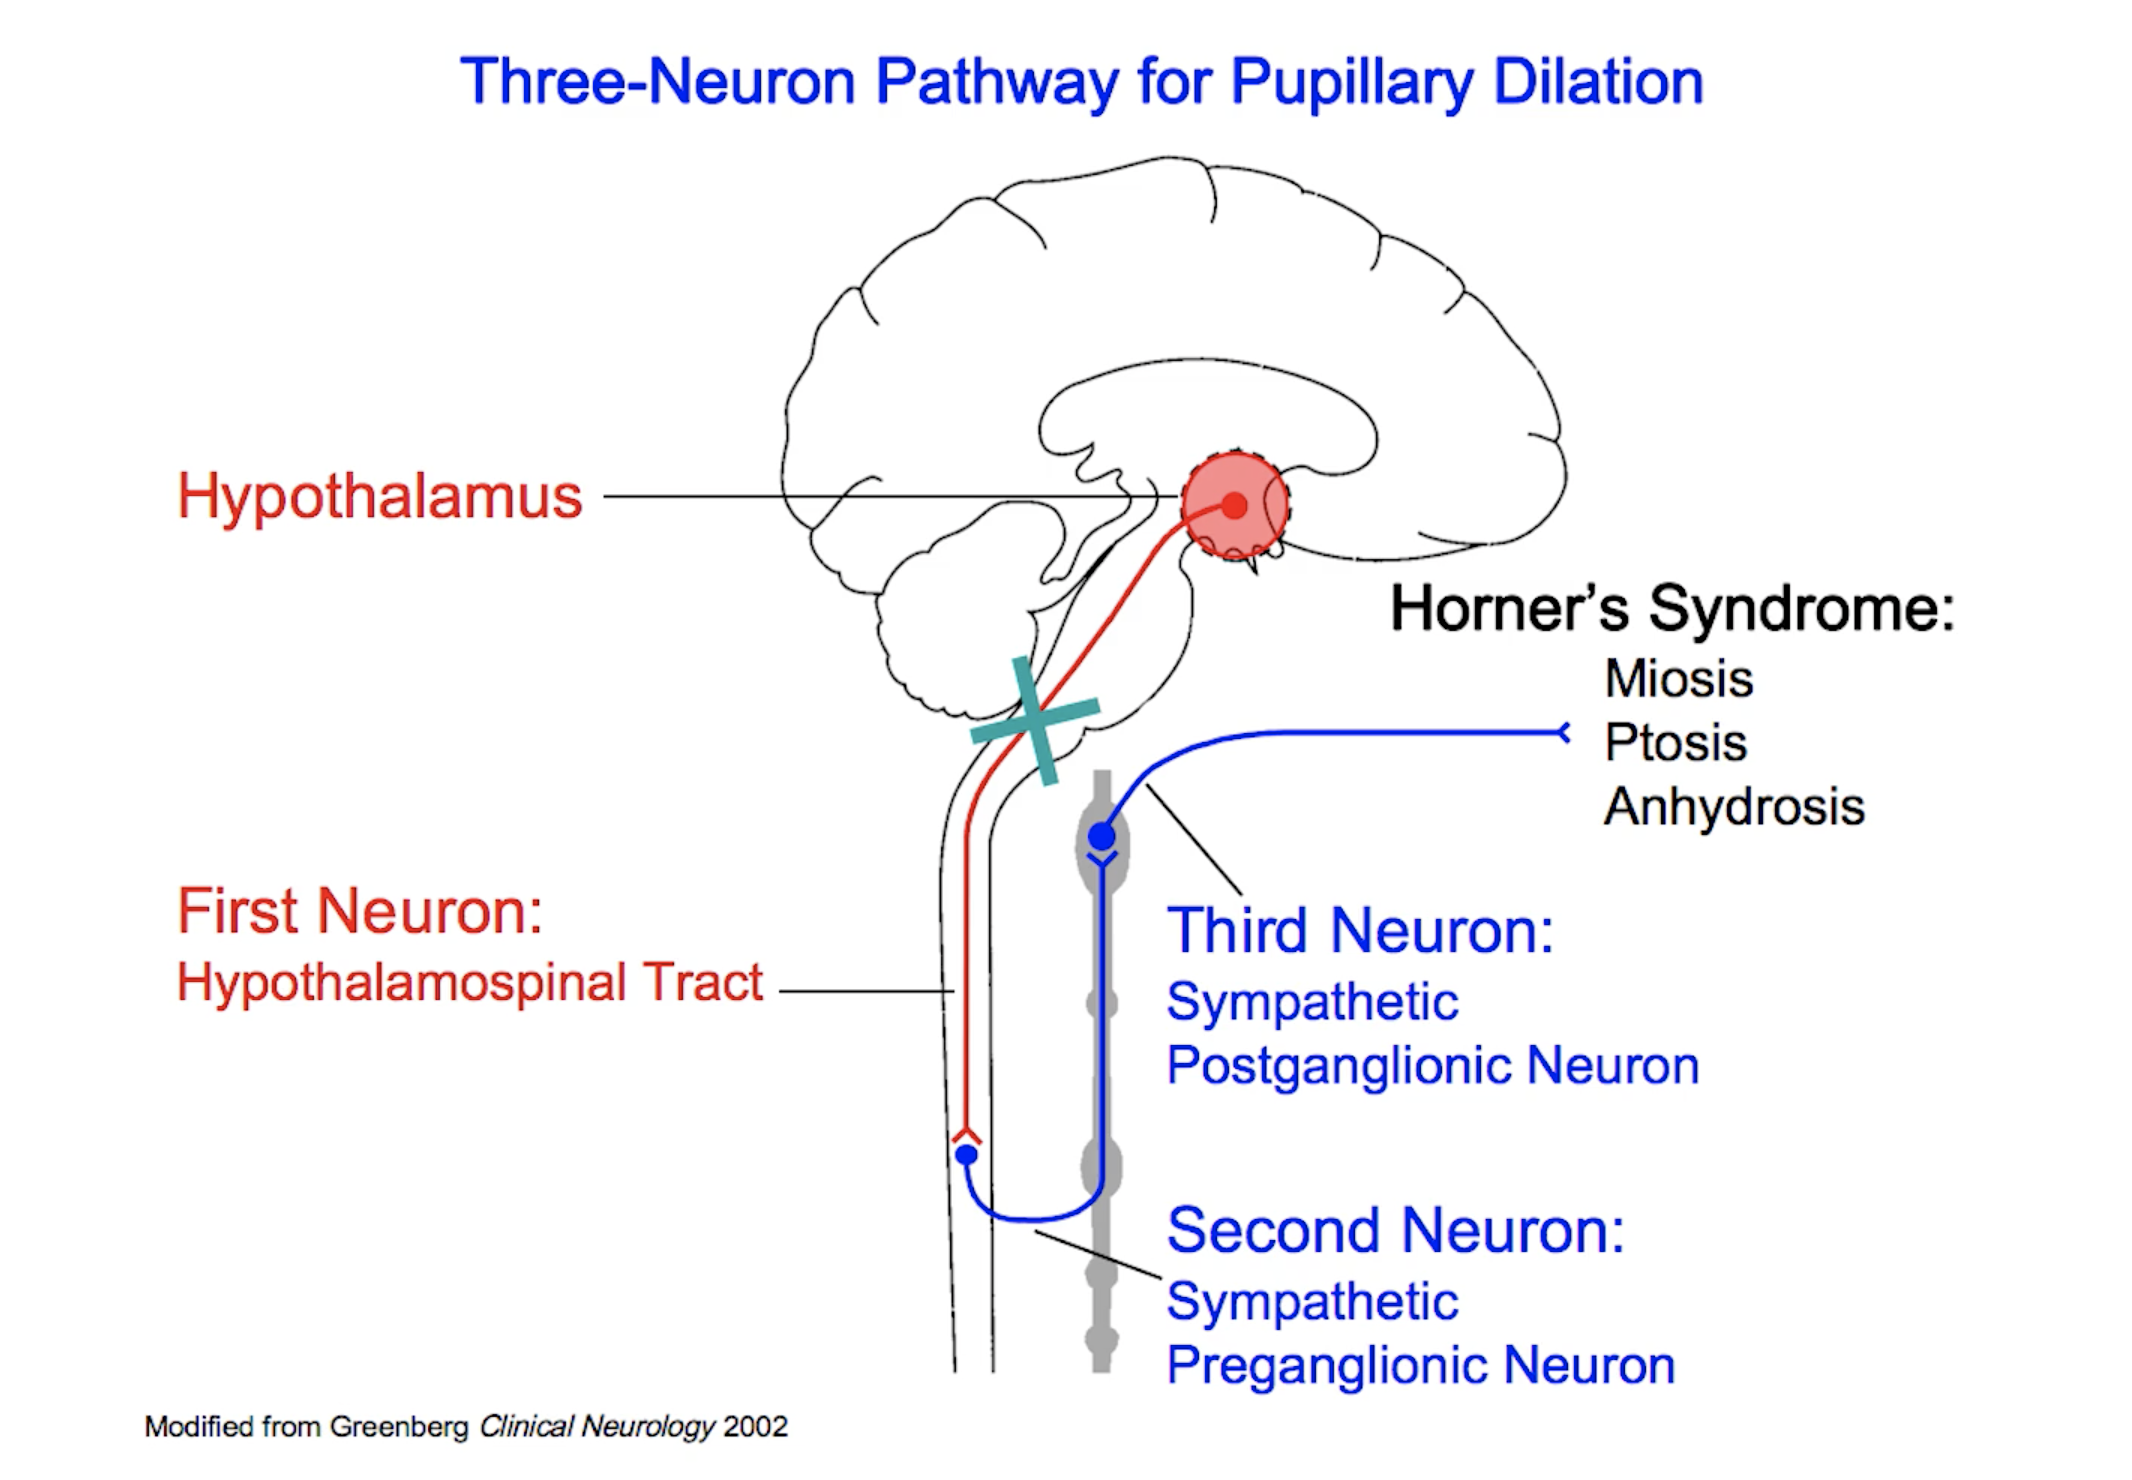 Three-Neuron Pathway for Pupillary Dilation
Hypothalamus
Horner’s Syndrome:
Miosis
Ptosis
Anhydrosis
First Neuron:
Hypothalamospinal Tract
Third Neuron:
Sympathetic
Postganglionic Neuron
Second Neuron:
Sympathetic
Preganglionic Neuron
Modified from Greenberg Clinical Neurology 2002